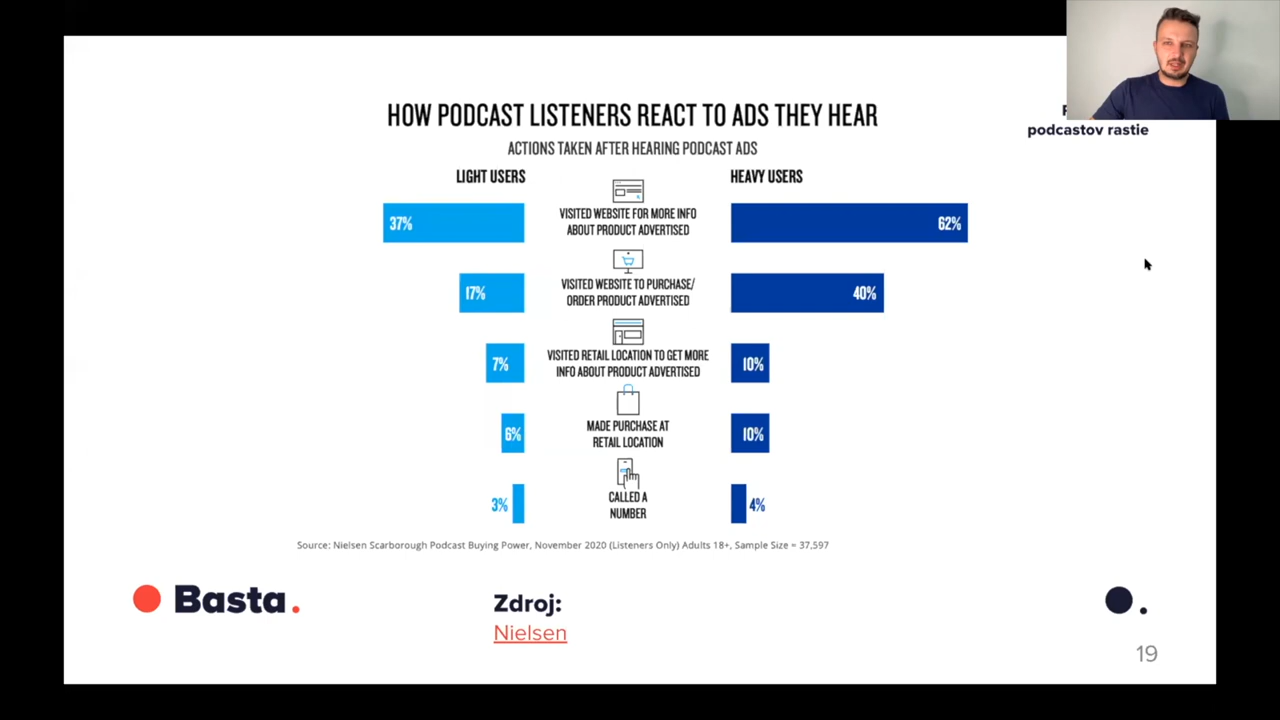 podcastov rastie
HOW PODCAST LISTENERS REACT TO ADS THEY HEAR
ACTIONS TAKEN AFTER HEARING PODCAST ADS
LIGHT USERS
HEAVY USERS
37%
VISITED WEBSITE FOR MORE INFO
ABOUT PRODUCT ADVERTISED
62%
17%
VISITED WEBSITE TO PURCHASE/
ORDER PRODUCT ADVERTISED
40%
7%
VISITED RETAIL LOCATION TO GET MORE
INFO ABOUT PRODUCT ADVERTISED
10%
6%
MADE PURCHASE AT
RETAIL LOCATION
10%
3%
CALLED A
NUMBER
4%
Source: Nielsen Scarborough Podcast Buying Power, November 2020 (Listeners Only) Adults 18+, Sample Size = 37,597
Basta.
Zdroj:
Nielsen
19